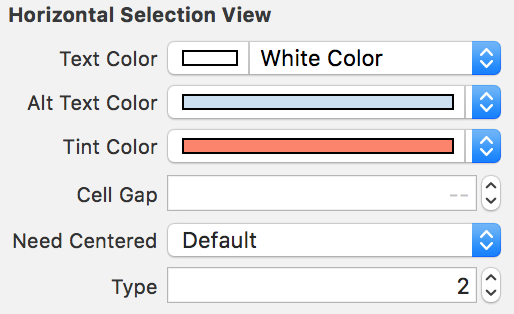 Horizontal Selection View
Text Color White Color
Alt Text Color
Tint Color
Cell Gap --
Need Centered Default
Type 2